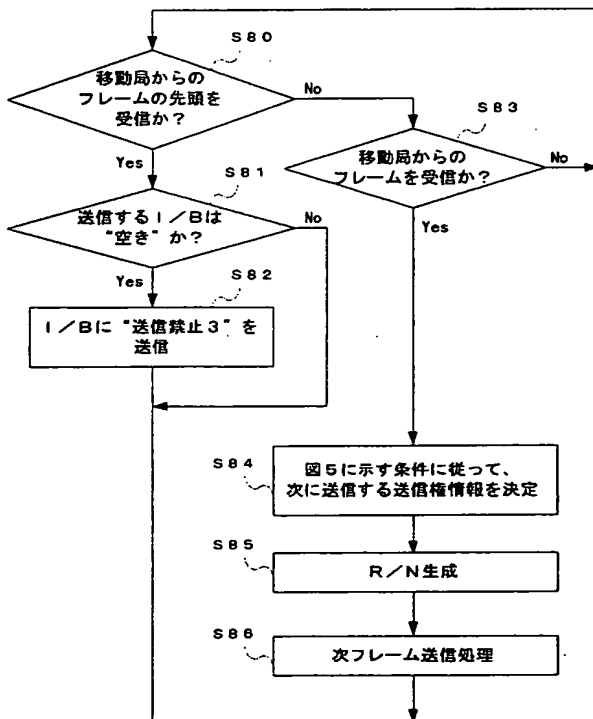 S80
移動局からの
フレームの先頭を
受信か?
No
Yes
S81
送信するI/Bは
“空き”か?
No
Yes
S82
I/Bに“送信禁止3”を
送信
S83
移動局からの
フレームを受信か?
No
Yes
S84
図5に示す条件に従って、
次に送信する送信権情報を決定
S85
R/N生成
S86
次フレーム送信処理